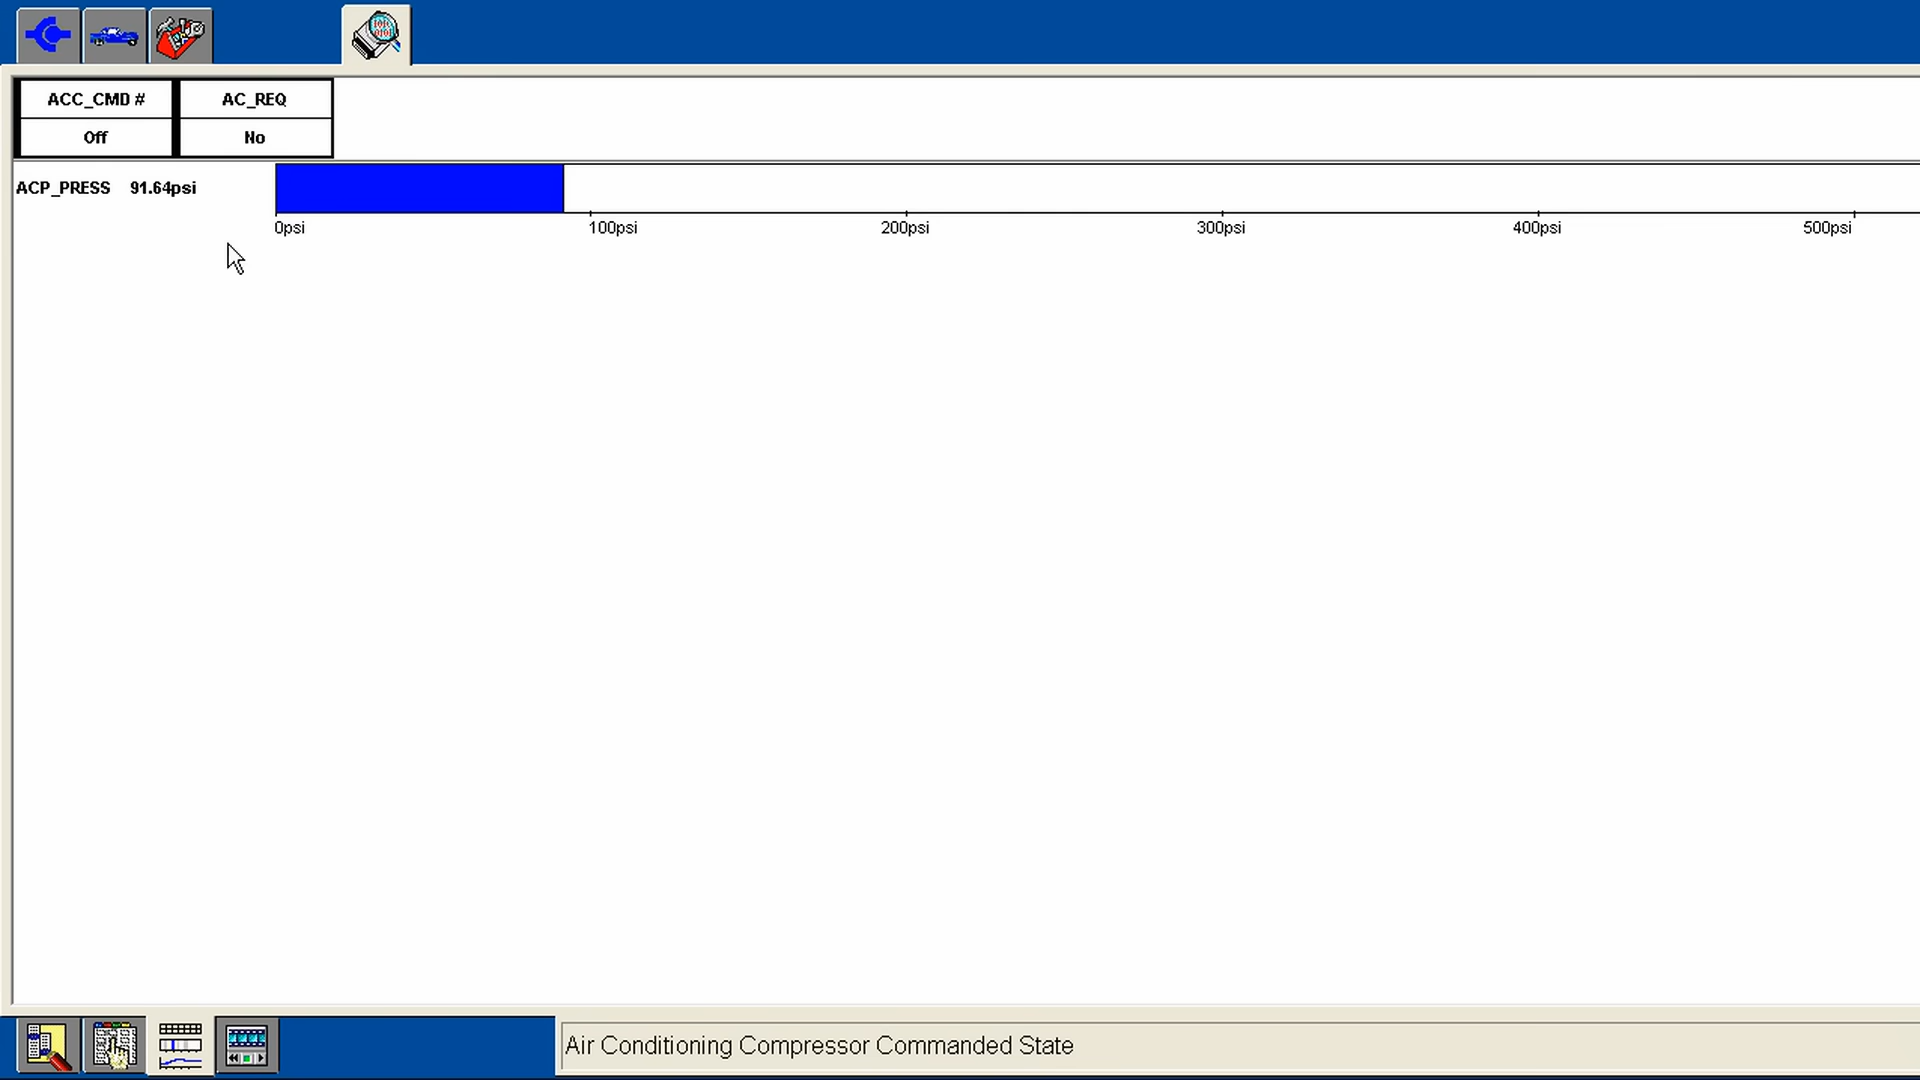 ACC_CMD # AC_REQ
Off No
ACP_PRESS 91.64psi
0psi 100psi 200psi 300psi 400psi 500psi
Air Conditioning Compressor Commanded State